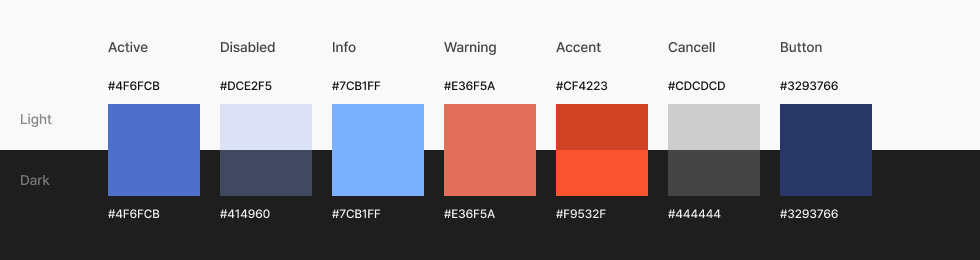 Active Disabled Info Warning Accent Cancell Button
#4F6FCB #DCE2F5 #7CB1FF #E36F5A #CF4223 #CDCDCD #3293766
Light
Dark
#4F6FCB #414960 #7CB1FF #E36F5A #F9532F #444444 #3293766